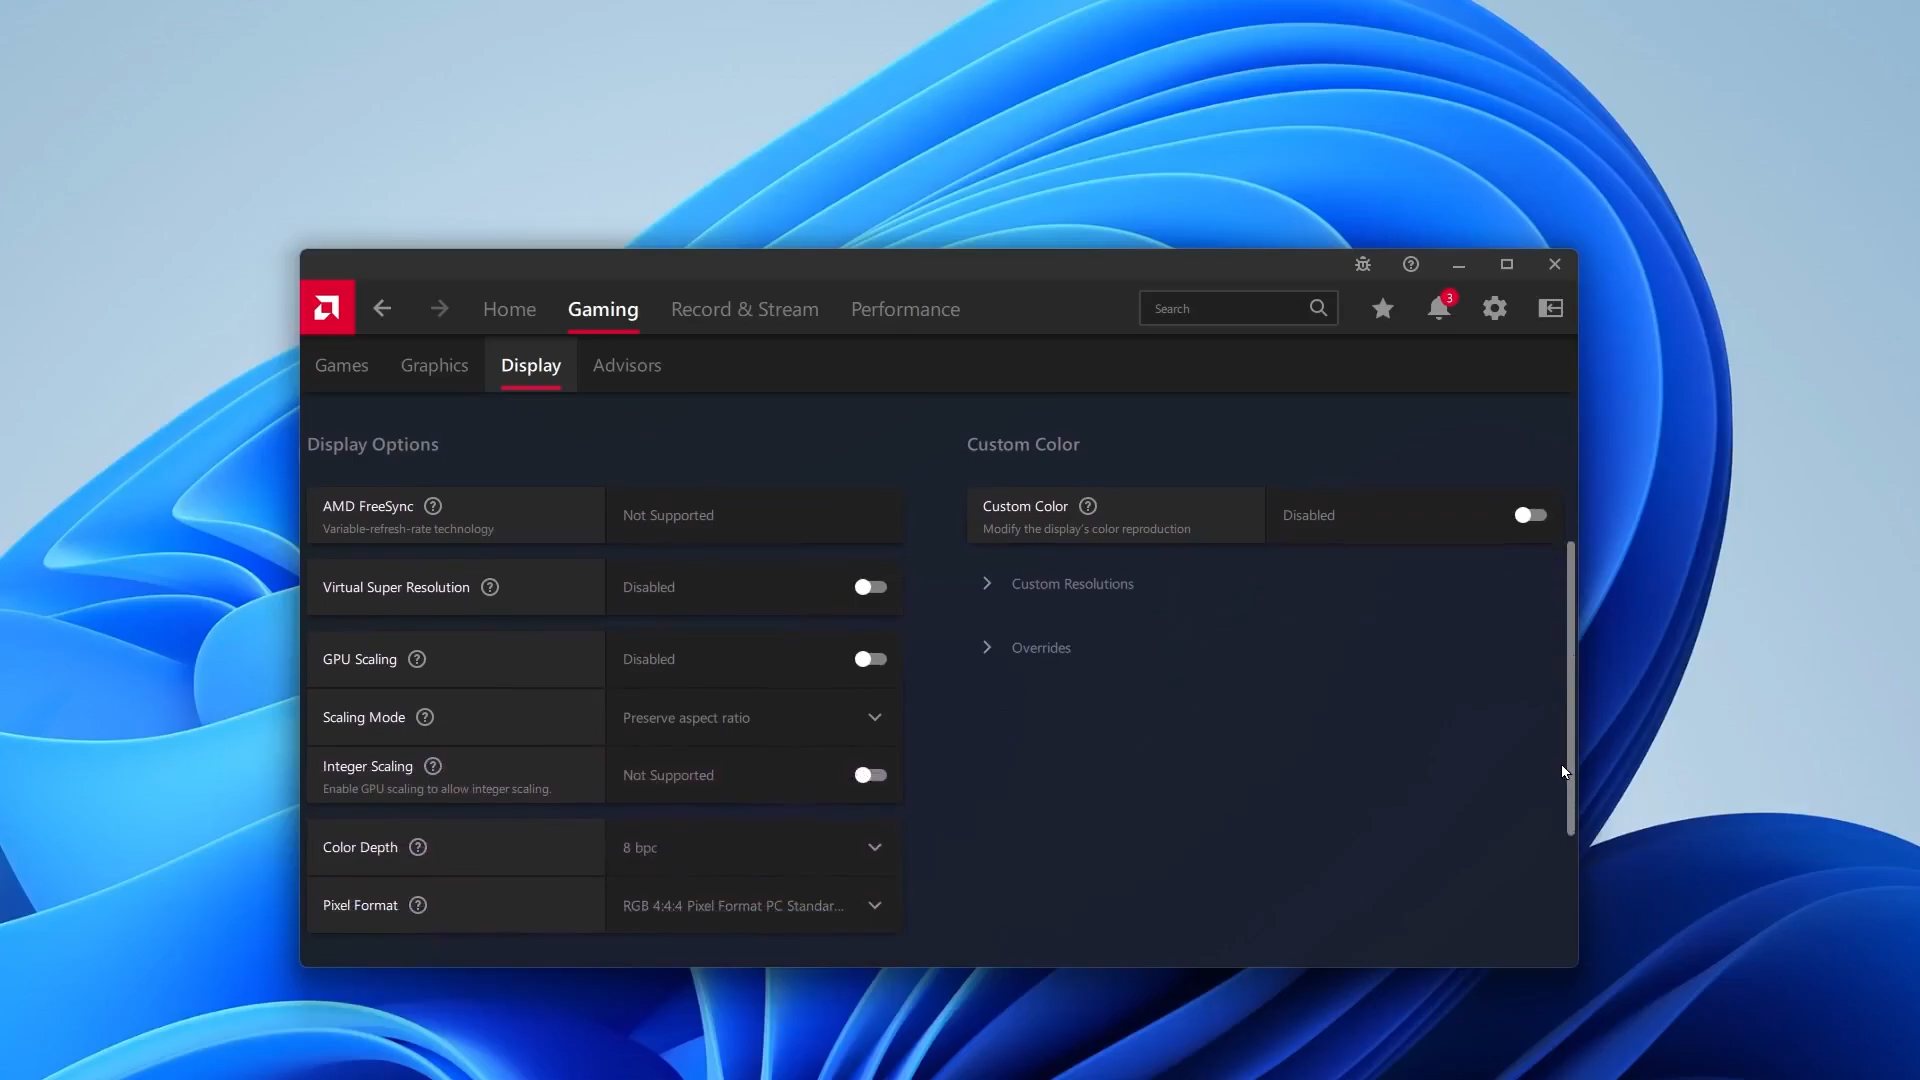 Home
Gaming
Record & Stream
Performance
Search
3
Games
Graphics
Display
Advisors
Display Options
AMD FreeSync
Variable-refresh-rate technology
Not Supported
Virtual Super Resolution
Disabled
GPU Scaling
Disabled
Scaling Mode
Preserve aspect ratio
Integer Scaling
Enable GPU scaling to allow integer scaling.
Not Supported
Color Depth
8 bpc
Pixel Format
RGB 4:4:4 Pixel Format PC Standar...
Custom Color
Custom Color
Modify the display's color reproduction
Disabled
Custom Resolutions
Overrides